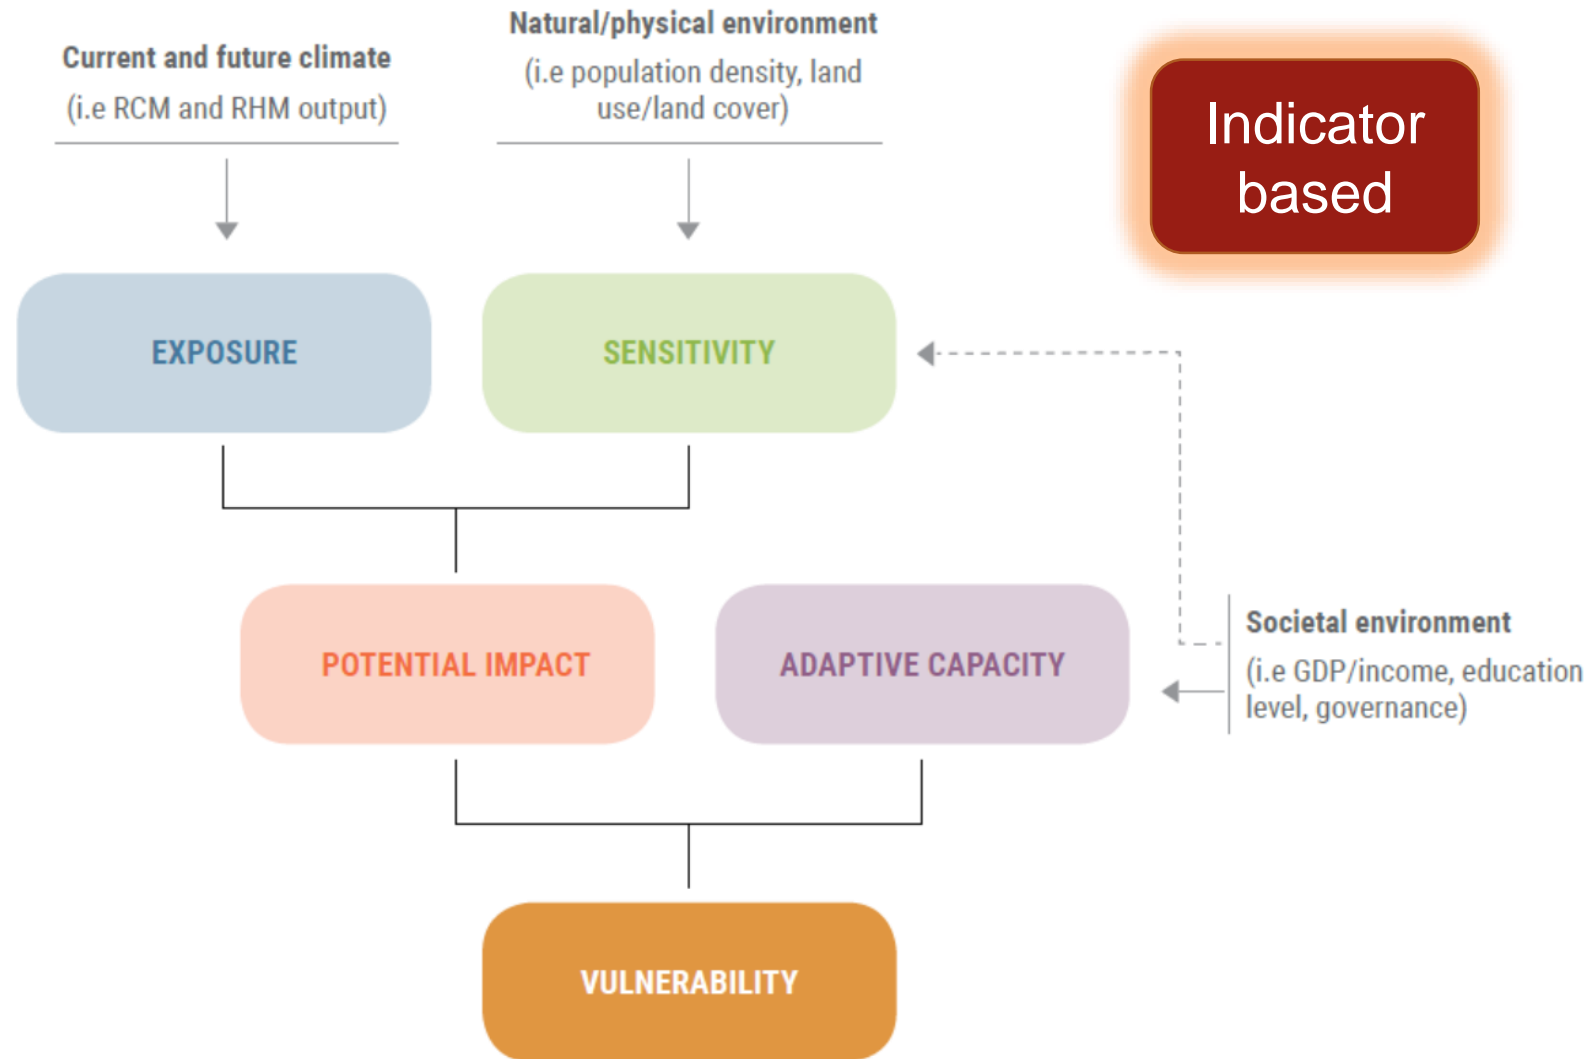 Current and future climate
(i.e RCM and RHM output)
Natural/physical environment
(i.e population density, land
use/land cover)
Indicator
based
EXPOSURE
SENSITIVITY
POTENTIAL IMPACT
ADAPTIVE CAPACITY
Societal environment
(i.e GDP/income, education
level, governance)
VULNERABILITY